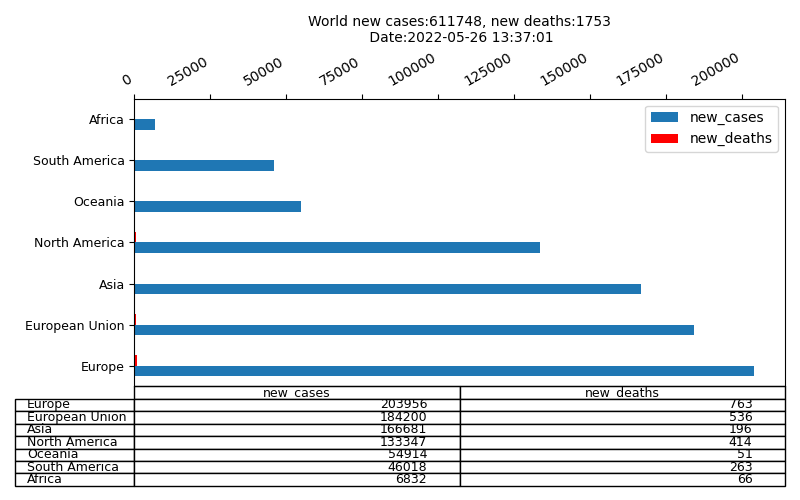 World new cases:611748, new deaths:1753
Date:2022-05-26 13:37:01
0 25000 50000 75000 100000 125000 150000 175000 200000
new_cases
new_deaths
Africa
South America
Oceania
North America
Asia
European Union
Europe
new_cases new_deaths
Europe 203956 763
European Union 184200 536
Asia 166681 196
North America 133347 414
Oceania 54914 51
South America 46018 263
Africa 6832 66